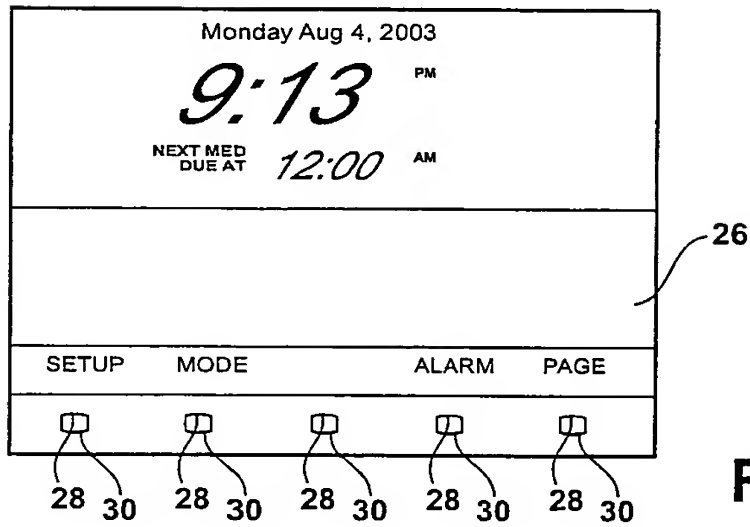 Monday Aug 4, 2003
9:13 PM
NEXT MED
DUE AT 12:00 AM
26
SETUP MODE ALARM PAGE
28 30 28 30 28 30 28 30 28 30